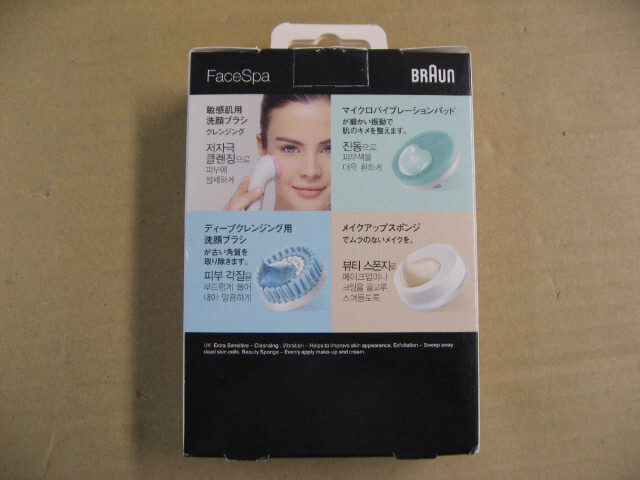 FaceSpa
BRAUN
敏感肌用
洗顔ブラシ
クレンジング
저자극
클렌징으로
피부에
섬세하게
マイクロバイブレーションパッド
が細かい振動で
肌のキメを整えます。
진동으로
피부색을
더욱 환하게
ディープクレンジング用
洗顔ブラシ
が古い角質を
取り除きます。
피부 각질을
부드럽게 쓸어
내어 말끔하게
メイクアップスポンジ
でムラのないメイクを。
뷰티 스폰지로
메이크업이나
크림을 골고루
스며들도록
UK Extra Sensitive – Cleansing. Vibration – Helps to improve skin appearance. Exfoliation – Sweep away
dead skin cells. Beauty Sponge – Evenly apply make-up and cream.